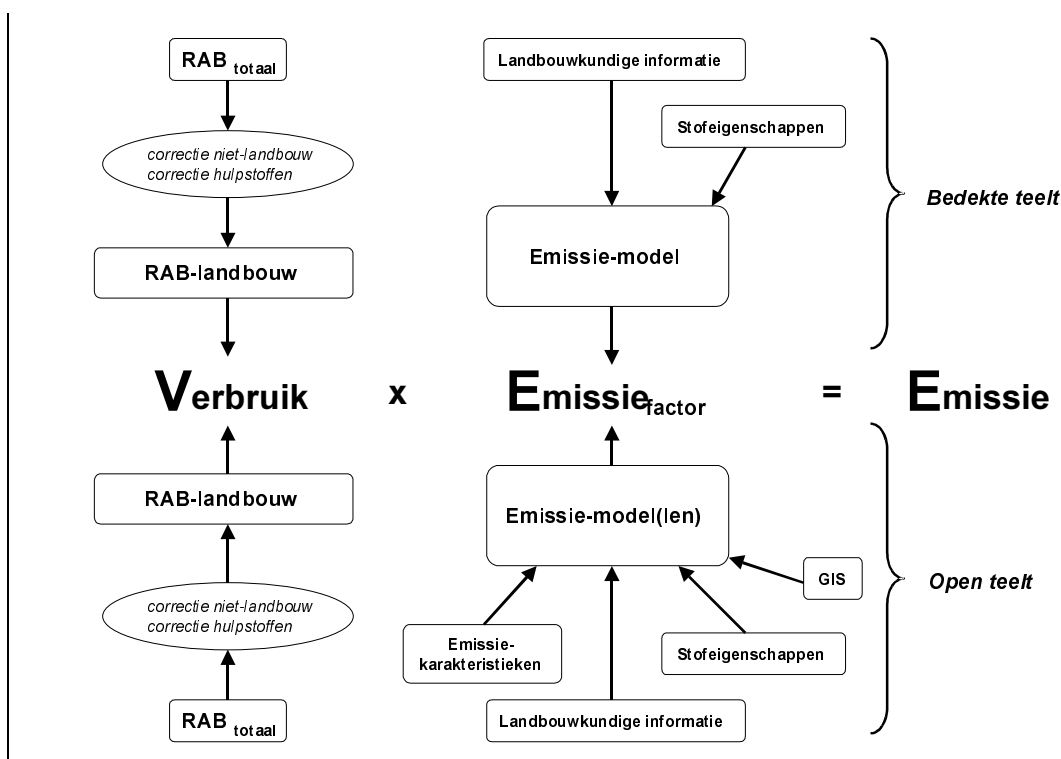 RAB totaal
Landbouwkundige informatie
Stofeigenschappen
correctie niet-landbouw
correctie hulpstoffen
Bedekte teelt
Emissie-model
RAB-landbouw
Verbruik x Emissie factor = Emissie
RAB-landbouw
Emissie-model(len)
GIS
Open teelt
correctie niet-landbouw
correctie hulpstoffen
Emissie-
karakteristieken
Stofeigenschappen
RAB totaal
Landbouwkundige informatie